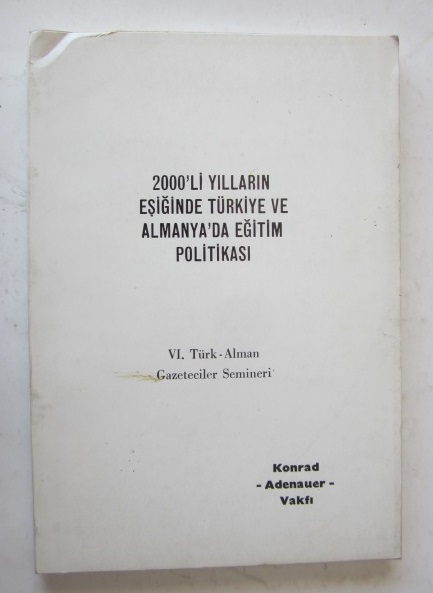 2000'Lİ YILLARIN
EŞİĞİNDE TÜRKİYE VE
ALMANYA'DA EĞİTİM
POLİTİKASI
VI. Türk-Alman
Gazeteciler Semineri
Konrad
- Adenauer -
Vakfı